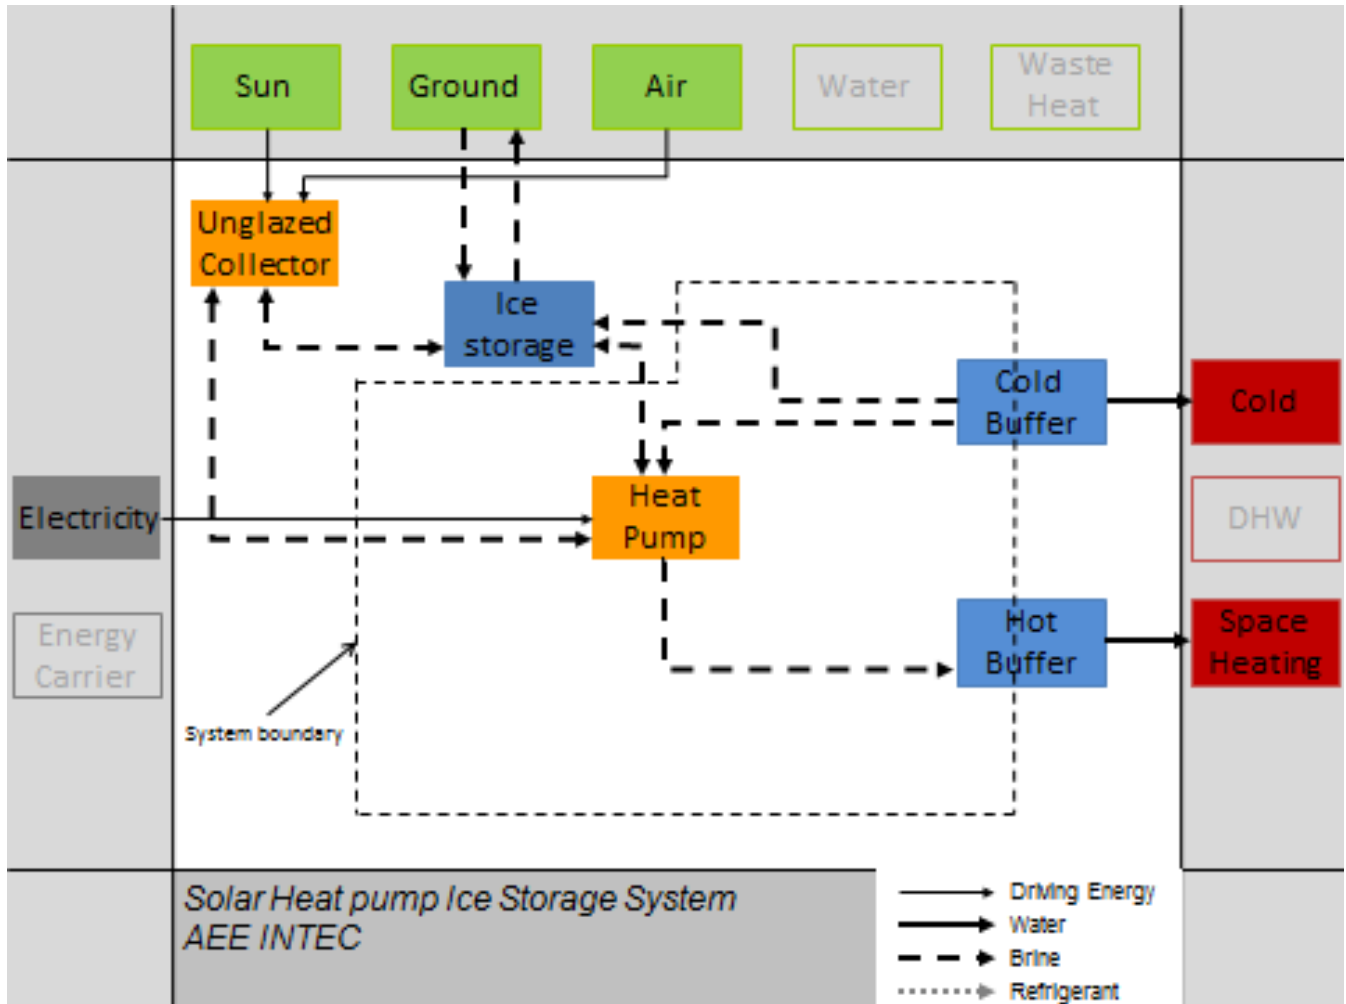 Sun
Ground
Air
Water
Waste
Heat
Unglazed
Collector
Ice
storage
Cold
Buffer
Cold
Electricity
Heat
Pump
DHW
Energy
Carrier
Hot
Buffer
Space
Heating
System boundary
Solar Heat pump Ice Storage System
AEE INTEC
Driving Energy
Water
Brine
Refrigerant